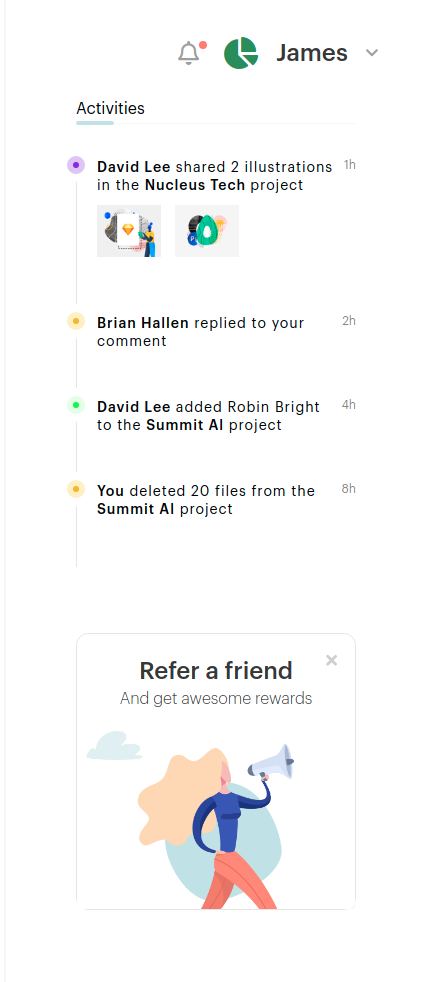 James
Activities
David Lee shared 2 illustrations 1h
in the Nucleus Tech project
Brian Hallen replied to your 2h
comment
David Lee added Robin Bright 4h
to the Summit AI project
You deleted 20 files from the 8h
Summit AI project
Refer a friend
And get awesome rewards